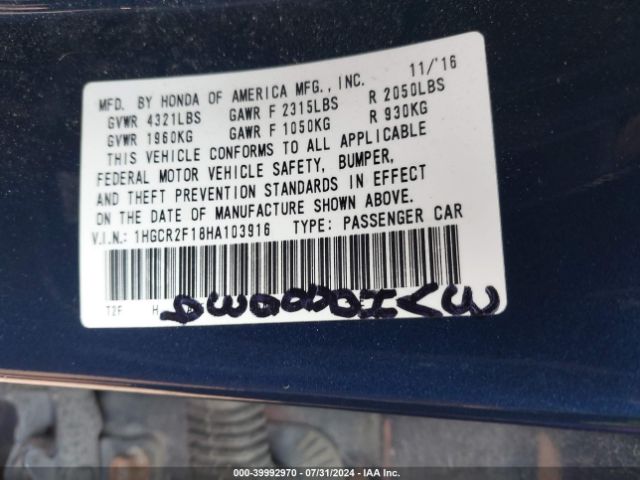 MFD. BY HONDA OF AMERICA MFG., INC. 11/'16
GVWR 4321LBS GAWR F 2315LBS R 2050LBS
GVWR 1960KG GAWR F 1050KG R 930KG
THIS VEHICLE CONFORMS TO ALL APPLICABLE
FEDERAL MOTOR VEHICLE SAFETY, BUMPER,
AND THEFT PREVENTION STANDARDS IN EFFECT
ON THE DATE OF MANUFACTURE SHOWN ABOVE.
V.I.N.: 1HGCR2F18HA103916 TYPE: PASSENGER CAR
T2F H
000-39992970 - 07/31/2024 - IAA Inc.